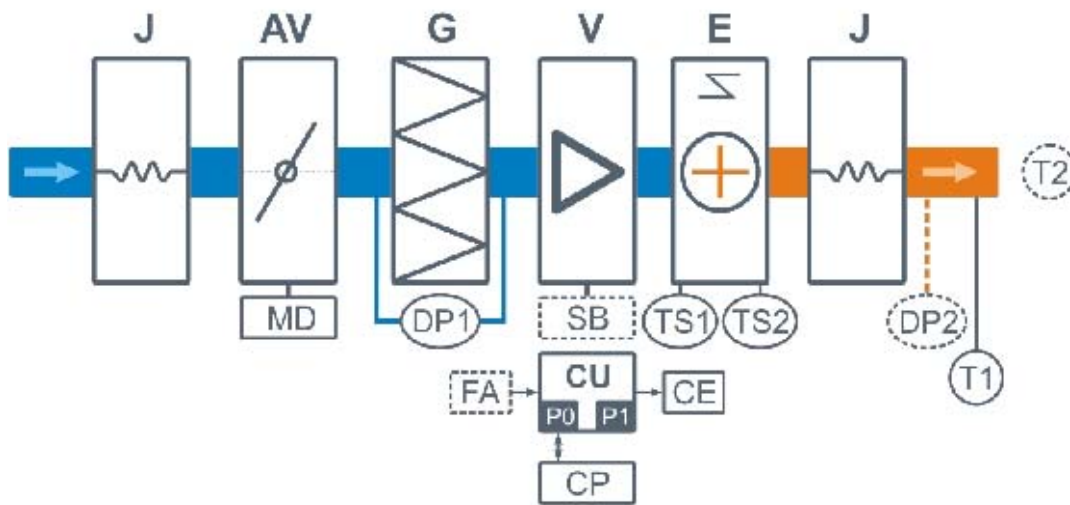 J AV G V E J
T2
MD DP1 SB TS1 TS2 DP2
T1
FA CU CE
P0 P1
CP